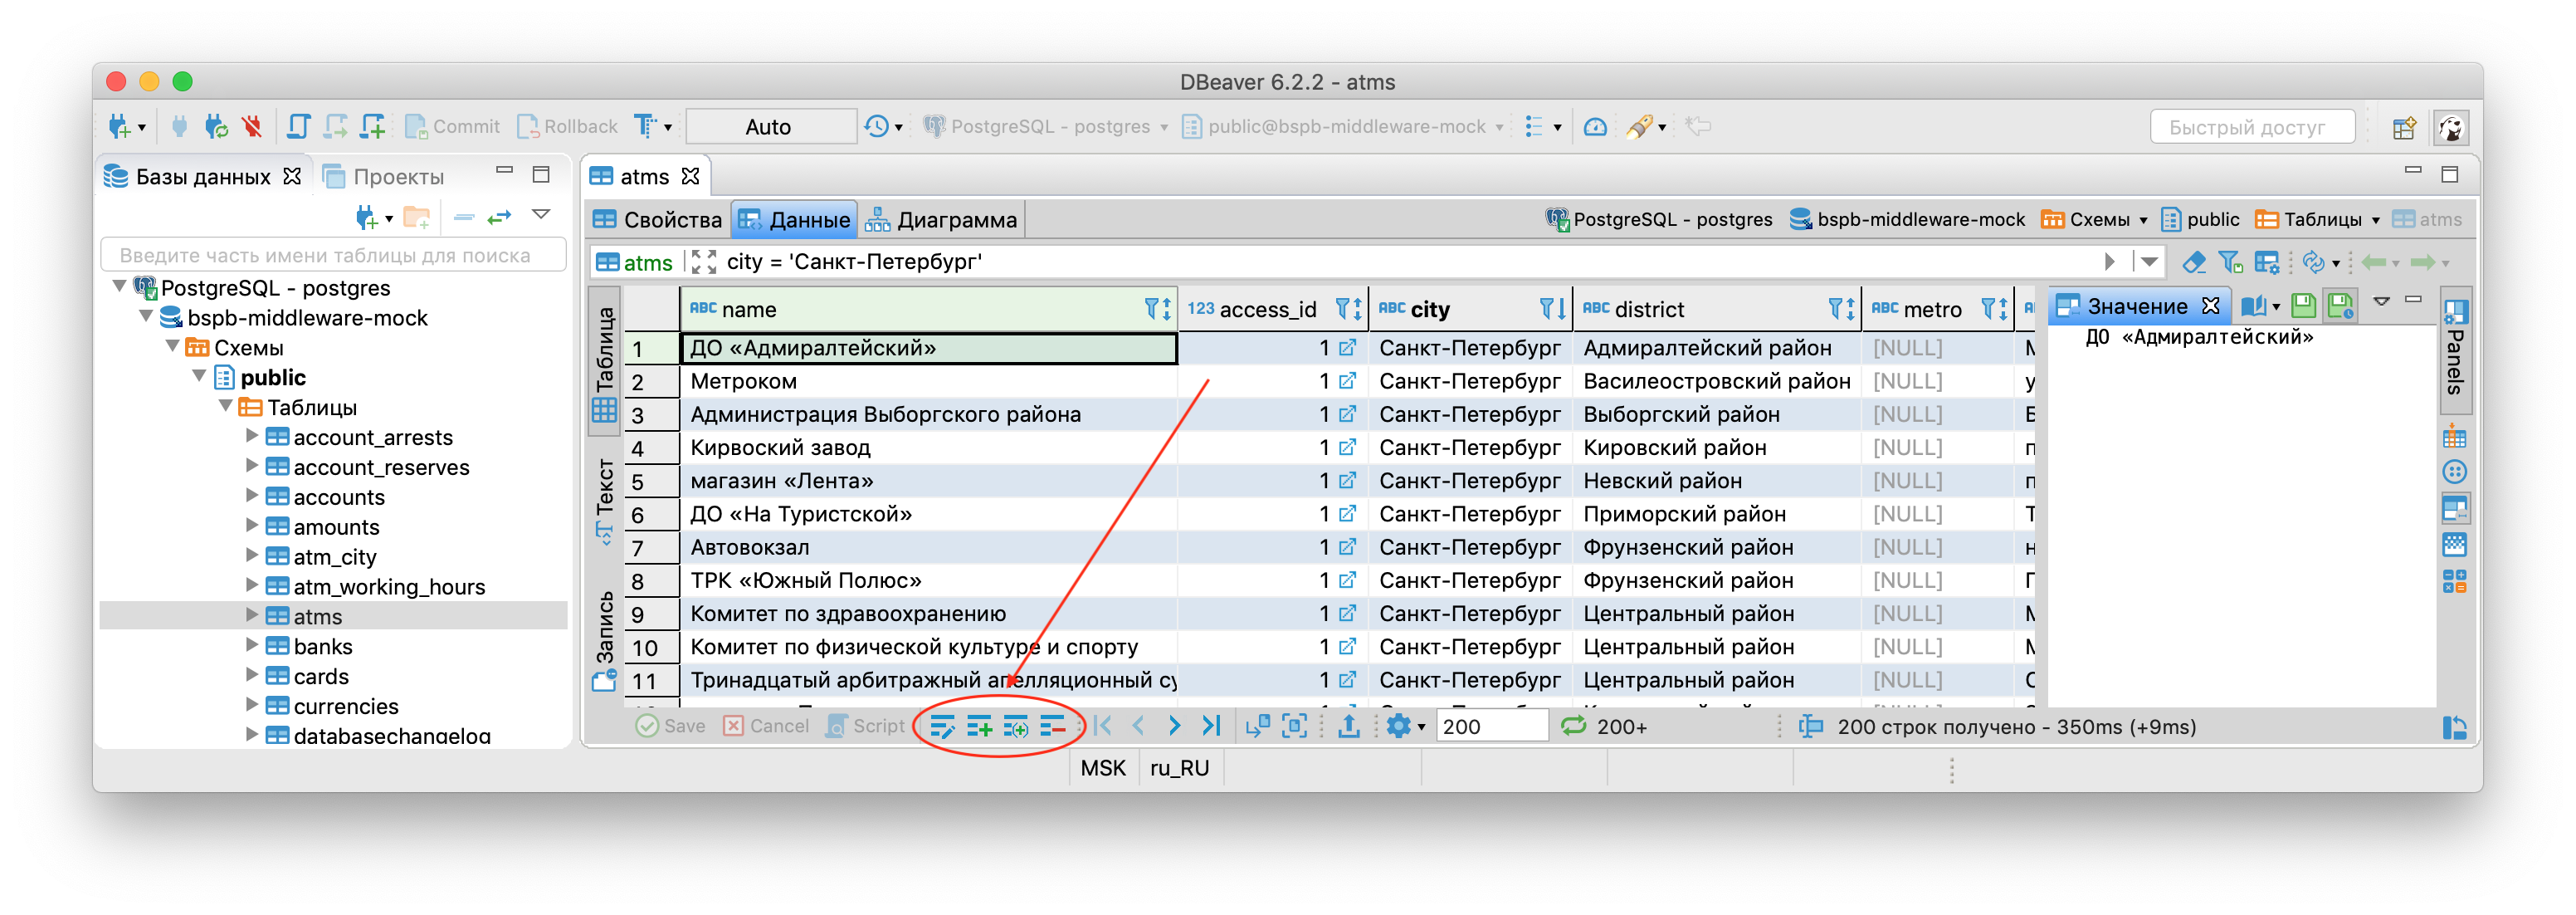 DBeaver 6.2.2 - atms
Commit Rollback Auto PostgreSQL - postgres public@bspb-middleware-mock Быстрый доступ
Базы данных Проекты
atms
Свойства Данные Диаграмма PostgreSQL - postgres bspb-middleware-mock Схемы public Таблицы atms
Введите часть имени таблицы для поиска
atms city = 'Санкт-Петербург'
PostgreSQL - postgres
bspb-middleware-mock
Схемы
public
Таблицы
account_arrests
account_reserves
accounts
amounts
atm_city
atm_working_hours
atms
banks
cards
currencies
databasechangelog
Таблица
Текст
Запись
ABC name 123 access_id ABC city ABC district ABC metro
1 ДО «Адмиралтейский» 1 Санкт-Петербург Адмиралтейский район [NULL]
2 Метроком 1 Санкт-Петербург Василеостровский район [NULL] у
3 Администрация Выборгского района 1 Санкт-Петербург Выборгский район [NULL]
4 Кирвоский завод 1 Санкт-Петербург Кировский район [NULL]
5 магазин «Лента» 1 Санкт-Петербург Невский район [NULL]
6 ДО «На Туристской» 1 Санкт-Петербург Приморский район [NULL]
7 Автовокзал 1 Санкт-Петербург Фрунзенский район [NULL]
8 ТРК «Южный Полюс» 1 Санкт-Петербург Фрунзенский район [NULL]
9 Комитет по здравоохранению 1 Санкт-Петербург Центральный район [NULL]
10 Комитет по физической культуре и спорту 1 Санкт-Петербург Центральный район [NULL]
11 Тринадцатый арбитражный апелляционный су 1 Санкт-Петербург Центральный район [NULL]
Значение
ДО «Адмиралтейский»
Panels
Save Cancel Script 200 200+ 200 строк получено - 350ms (+9ms)
MSK ru_RU